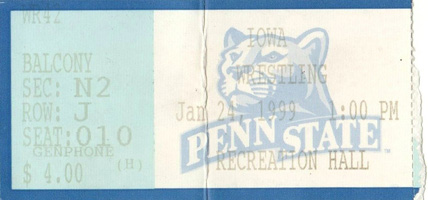 WR42
BALCONY
SEC: N2
ROW: J
SEAT: 010
GENPHONE
(H)
$ 4.00
IOWA
WRESTLING
Jan 24, 1999 1:00 PM
PENN STATE
RECREATION HALL